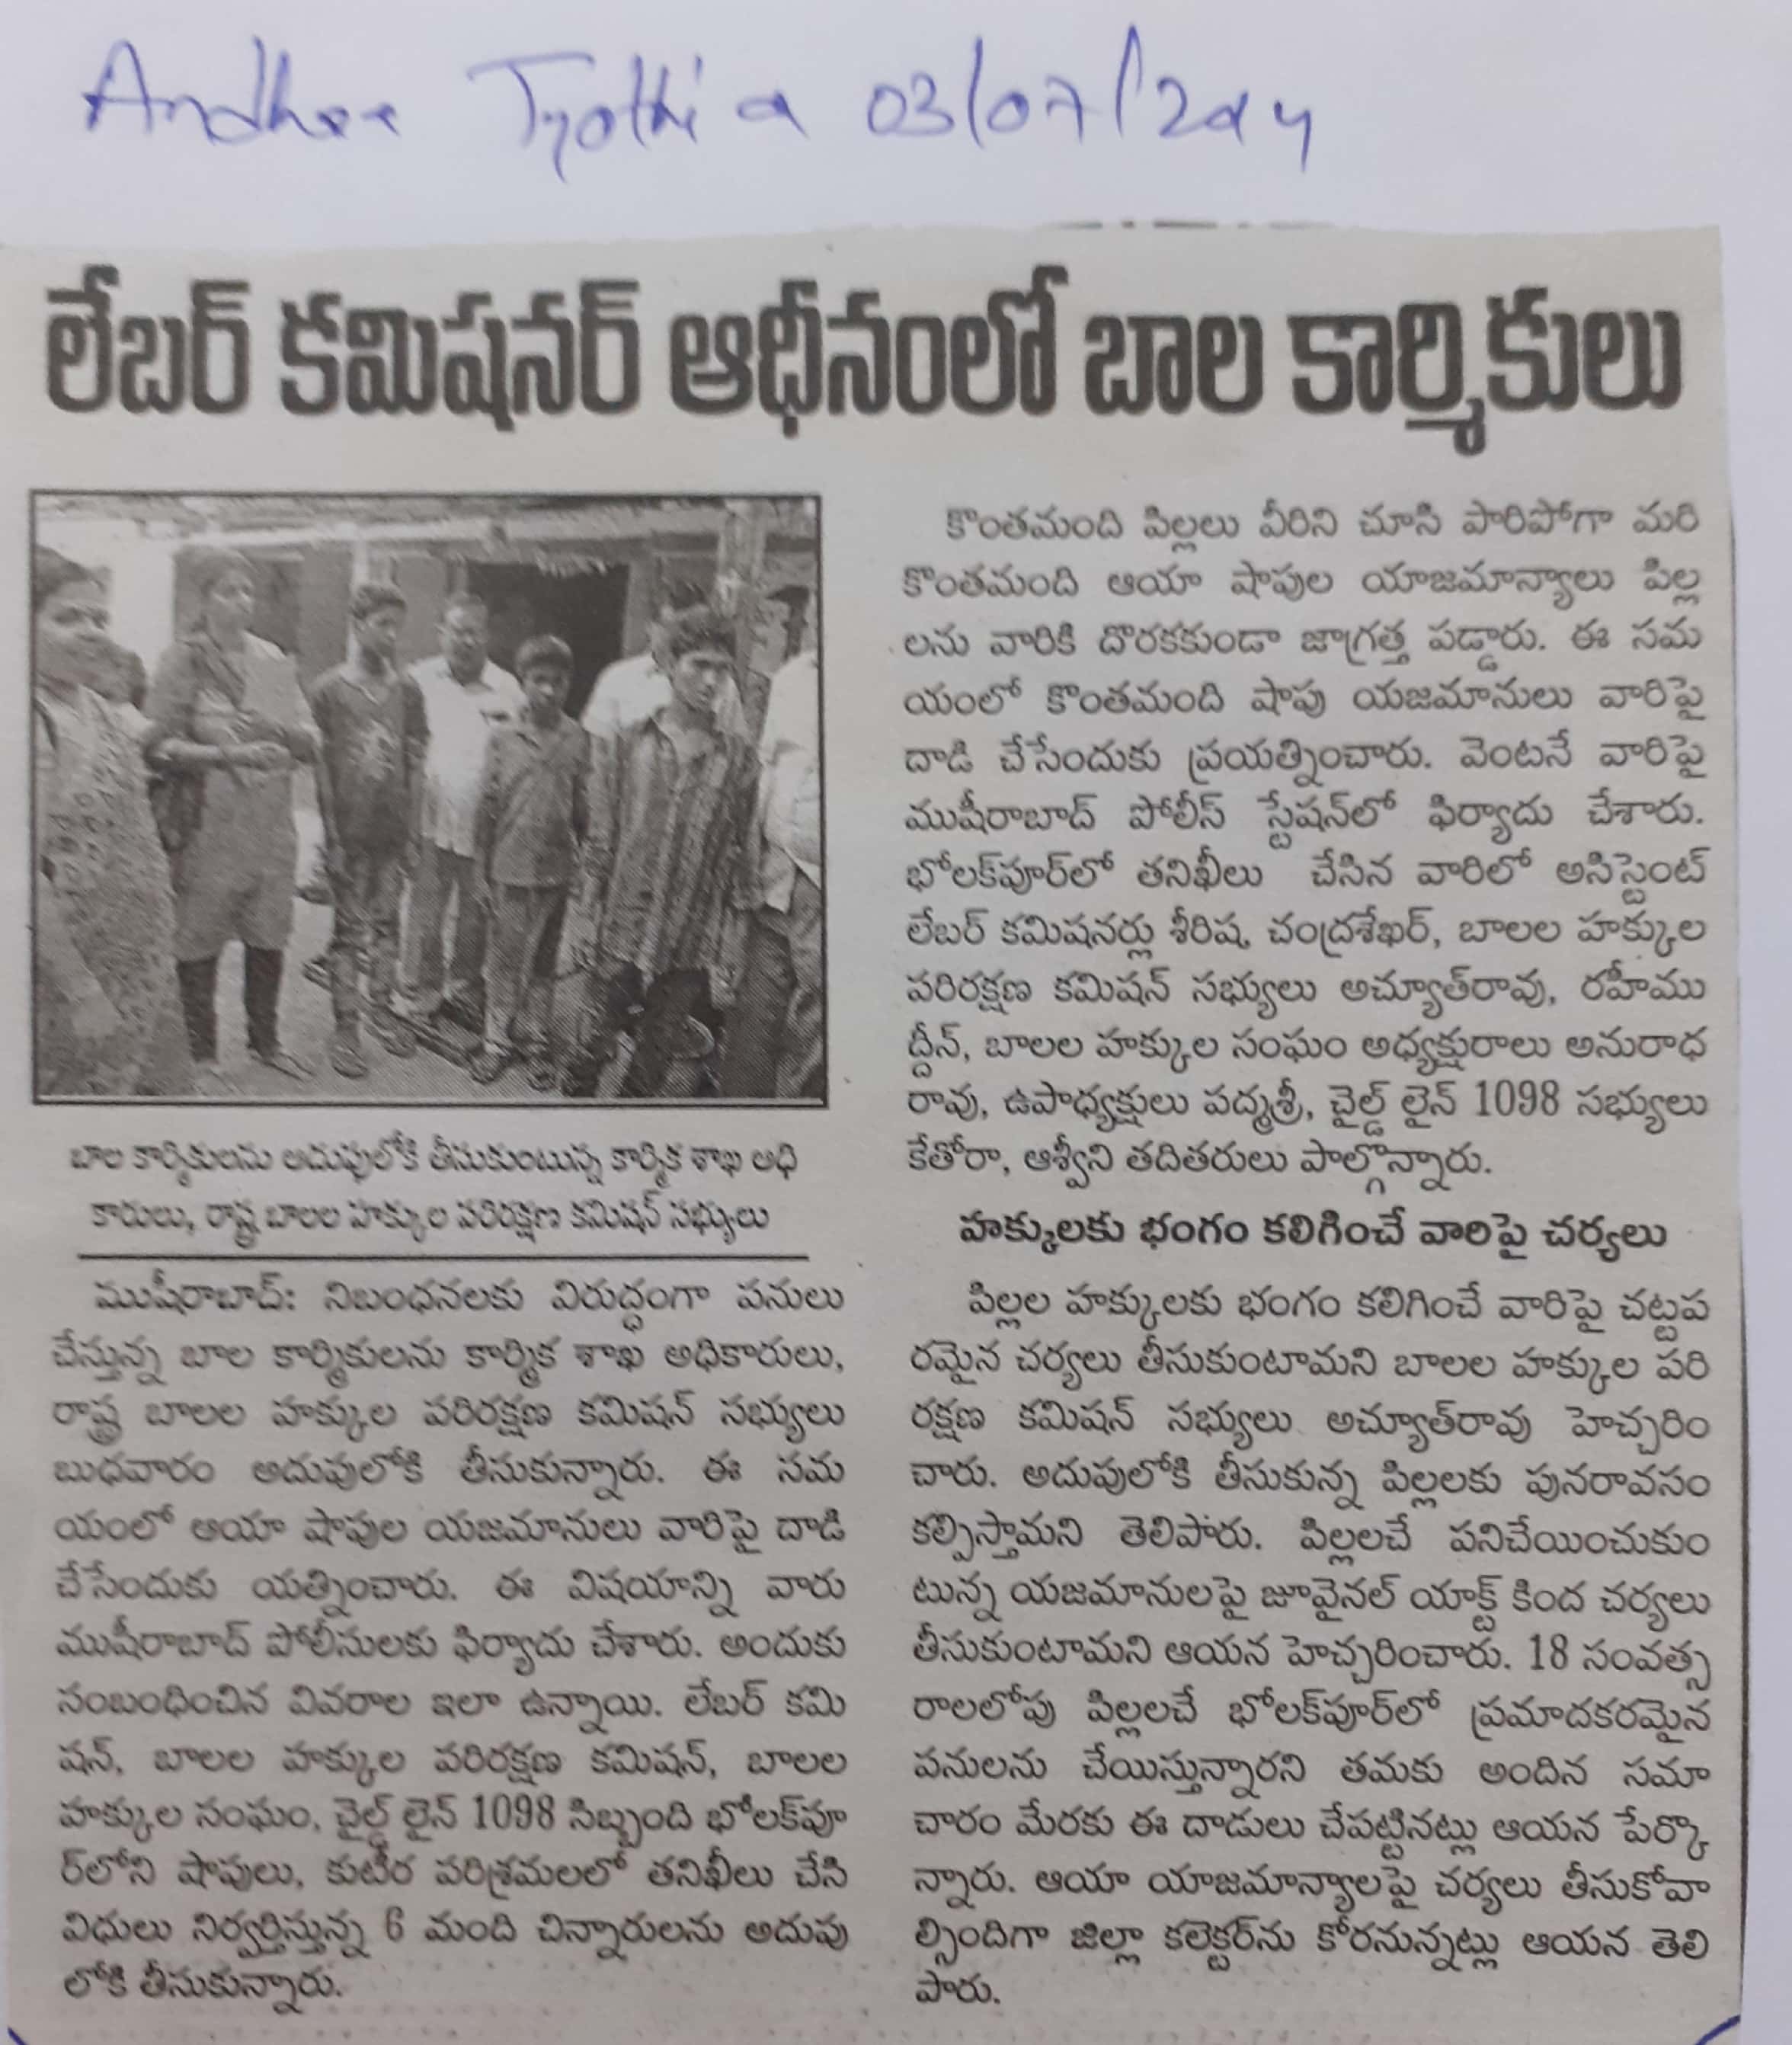 Andhra Jyothi 03/07/2014
లేబర్ కమిషనర్ ఆధీనంలో బాల కార్మికులు
బాల కార్మికులను అదుపులోకి తీసుకుంటున్న కార్మిక శాఖ అధి
కారులు, రాష్ట్ర బాలల హక్కుల పరిరక్షణ కమిషన్ సభ్యులు
ముషీరాబాద్: నిబంధనలకు విరుద్ధంగా పనులు
చేస్తున్న బాల కార్మికులను కార్మిక శాఖ అధికారులు,
రాష్ట్ర బాలల హక్కుల పరిరక్షణ కమిషన్ సభ్యులు
బుధవారం అదుపులోకి తీసుకున్నారు. ఈ సమ
యంలో ఆయా షాపుల యజమానులు వారిపై దాడి
చేసేందుకు యత్నించారు. ఈ విషయాన్ని వారు
ముషీరాబాద్ పోలీసులకు ఫిర్యాదు చేశారు. అందుకు
సంబంధించిన వివరాల ఇలా ఉన్నాయి. లేబర్ కమి
షన్, బాలల హక్కుల పరిరక్షణ కమిషన్, బాలల
హక్కుల సంఘం, చైల్డ్ లైన్ 1098 సిబ్బంది భోలక్‌పూ
ర్‌లోని షాపులు, కుటీర పరిశ్రమలలో తనిఖీలు చేసి
విధులు నిర్వర్తిస్తున్న 6 మంది చిన్నారులను అదుపు
లోకి తీసుకున్నారు.
కొంతమంది పిల్లలు వీరిని చూసి పారిపోగా మరి
కొంతమంది ఆయా షాపుల యాజమాన్యాలు పిల్ల
లను వారికి దొరకకుండా జాగ్రత్త పడ్డారు. ఈ సమ
యంలో కొంతమంది షాపు యజమానులు వారిపై
దాడి చేసేందుకు ప్రయత్నించారు. వెంటనే వారిపై
ముషీరాబాద్ పోలీస్ స్టేషన్‌లో ఫిర్యాదు చేశారు.
భోలక్‌పూర్‌లో తనిఖీలు చేసిన వారిలో అసిస్టెంట్
లేబర్ కమిషనర్లు శీరిష, చంద్రశేఖర్, బాలల హక్కుల
పరిరక్షణ కమిషన్ సభ్యులు అచ్యూత్‌రావు, రహీము
ద్దీన్, బాలల హక్కుల సంఘం అధ్యక్షురాలు అనురాధ
రావు, ఉపాధ్యక్షులు పద్మశ్రీ, చైల్డ్ లైన్ 1098 సభ్యులు
కేతోరా, ఆశ్వీని తదితరులు పాల్గొన్నారు.
హక్కులకు భంగం కలిగించే వారిపై చర్యలు
పిల్లల హక్కులకు భంగం కలిగించే వారిపై చట్టప
రమైన చర్యలు తీసుకుంటామని బాలల హక్కుల పరి
రక్షణ కమిషన్ సభ్యులు అచ్యూత్‌రావు హెచ్చరిం
చారు. అదుపులోకి తీసుకున్న పిల్లలకు పునరావసం
కల్పిస్తామని తెలిపారు. పిల్లలచే పనిచేయించుకుం
టున్న యజమానులపై జూవైనల్ యాక్ట్ కింద చర్యలు
తీసుకుంటామని ఆయన హెచ్చరించారు. 18 సంవత్స
రాలలోపు పిల్లలచే భోలక్‌పూర్‌లో ప్రమాదకరమైన
పనులను చేయిస్తున్నారని తమకు అందిన సమా
చారం మేరకు ఈ దాడులు చేపట్టినట్లు ఆయన పేర్కొ
న్నారు. ఆయా యాజమాన్యాలపై చర్యలు తీసుకోవా
ల్సిందిగా జిల్లా కలెక్టర్‌ను కోరనున్నట్లు ఆయన తెలి
పారు.